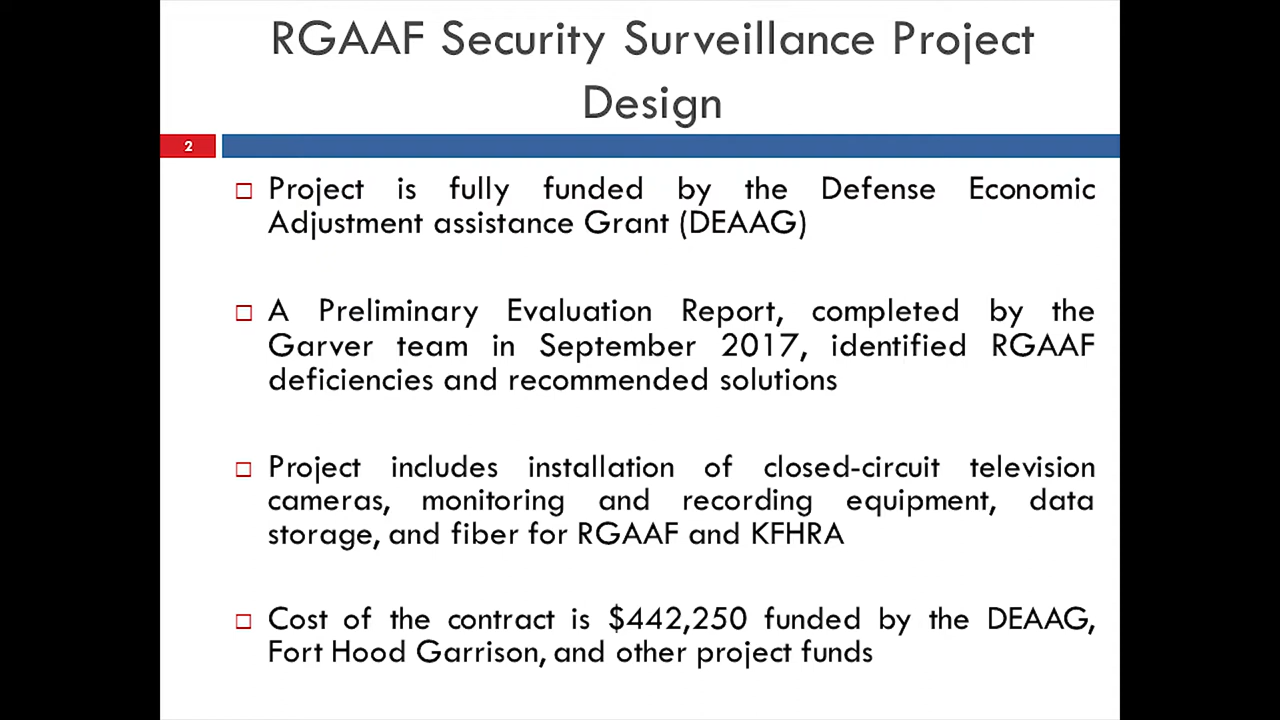 RGAAF Security Surveillance Project
Design
2
Project is fully funded by the Defense Economic
Adjustment assistance Grant (DEAAG)
A Preliminary Evaluation Report, completed by the
Garver team in September 2017, identified RGAAF
deficiencies and recommended solutions
Project includes installation of closed-circuit television
cameras, monitoring and recording equipment, data
storage, and fiber for RGAAF and KFHRA
Cost of the contract is $442,250 funded by the DEAAG,
Fort Hood Garrison, and other project funds